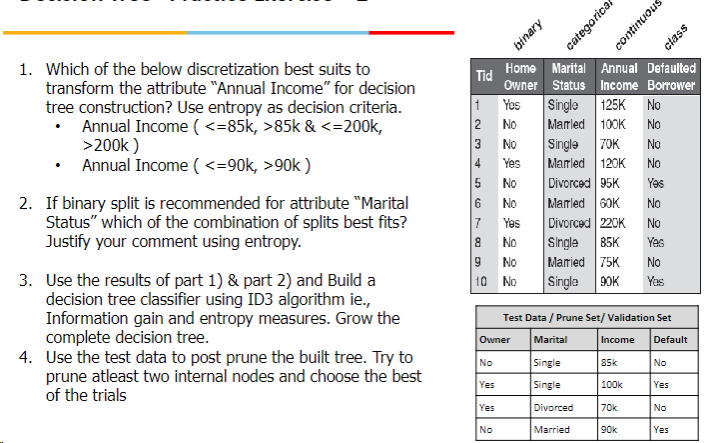 1. Which of the below discretization best suits to
transform the attribute "Annual Income" for decision
tree construction? Use entropy as decision criteria.
• Annual Income ( <=85k, >85k & <=200k,
>200k )
• Annual Income ( <=90k, >90k )
2. If binary split is recommended for attribute "Marital
Status" which of the combination of splits best fits?
Justify your comment using entropy.
3. Use the results of part 1) & part 2) and Build a
decision tree classifier using ID3 algorithm ie.,
Information gain and entropy measures. Grow the
complete decision tree.
4. Use the test data to post prune the built tree. Try to
prune atleast two internal nodes and choose the best
of the trials
binary categorical continuous class
Tid Home Owner Marital Status Annual Income Defaulted Borrower
1 Yes Single 125K No
2 No Married 100K No
3 No Single 70K No
4 Yes Married 120K No
5 No Divorced 95K Yes
6 No Married 60K No
7 Yes Divorced 220K No
8 No Single 85K Yes
9 No Married 75K No
10 No Single 90K Yes
Test Data / Prune Set/ Validation Set
Owner Marital Income Default
No Single 85k No
Yes Single 100k Yes
Yes Divorced 70k No
No Married 90k Yes